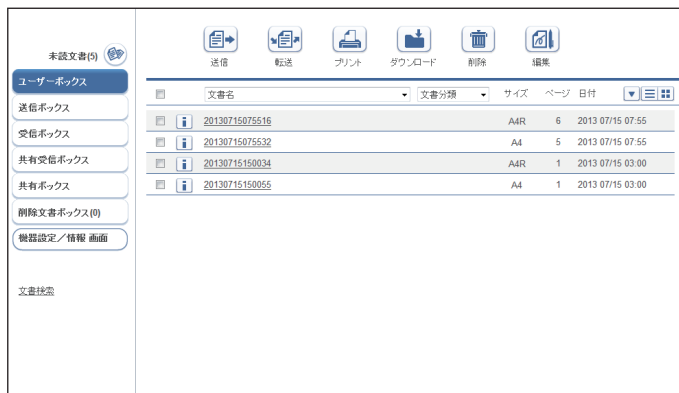 未読文書(5)
送信 転送 プリント ダウンロード 削除 編集
ユーザーボックス
送信ボックス
受信ボックス
共有受信ボックス
共有ボックス
削除文書ボックス(0)
機器設定／情報 画面
文書検索
文書名 文書分類 サイズ ページ 日付
20130715075516 A4R 6 2013 07/15 07:55
20130715075532 A4 5 2013 07/15 07:55
20130715150034 A4R 1 2013 07/15 03:00
20130715150055 A4 1 2013 07/15 03:00